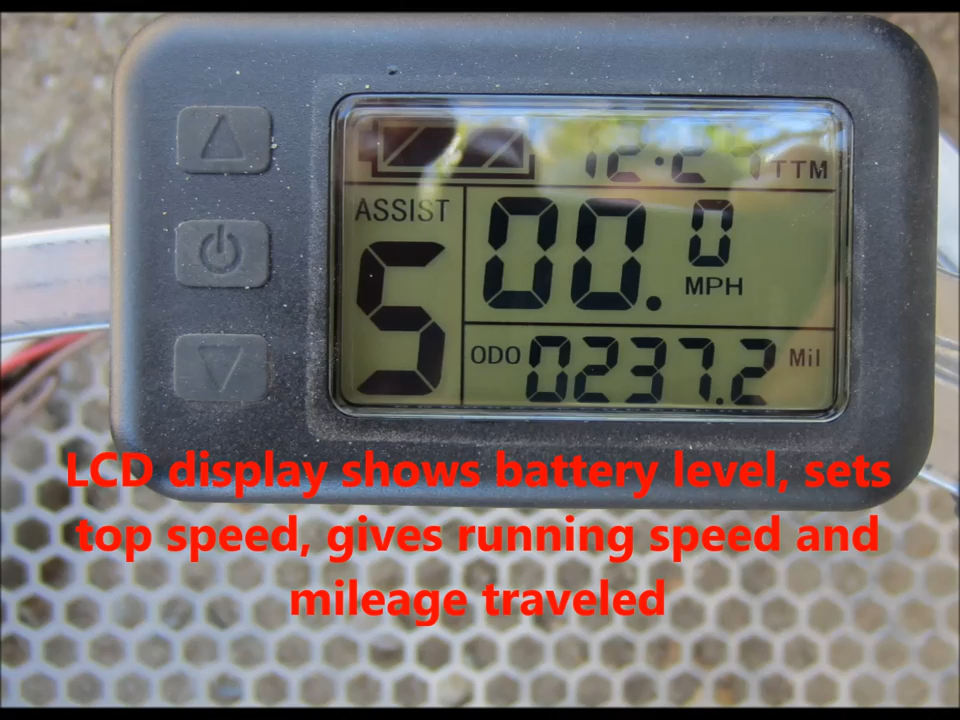 TTM
ASSIST
5
00.0
MPH
ODO 0237.2 Mil
LCD display shows battery level, sets
top speed, gives running speed and
mileage traveled